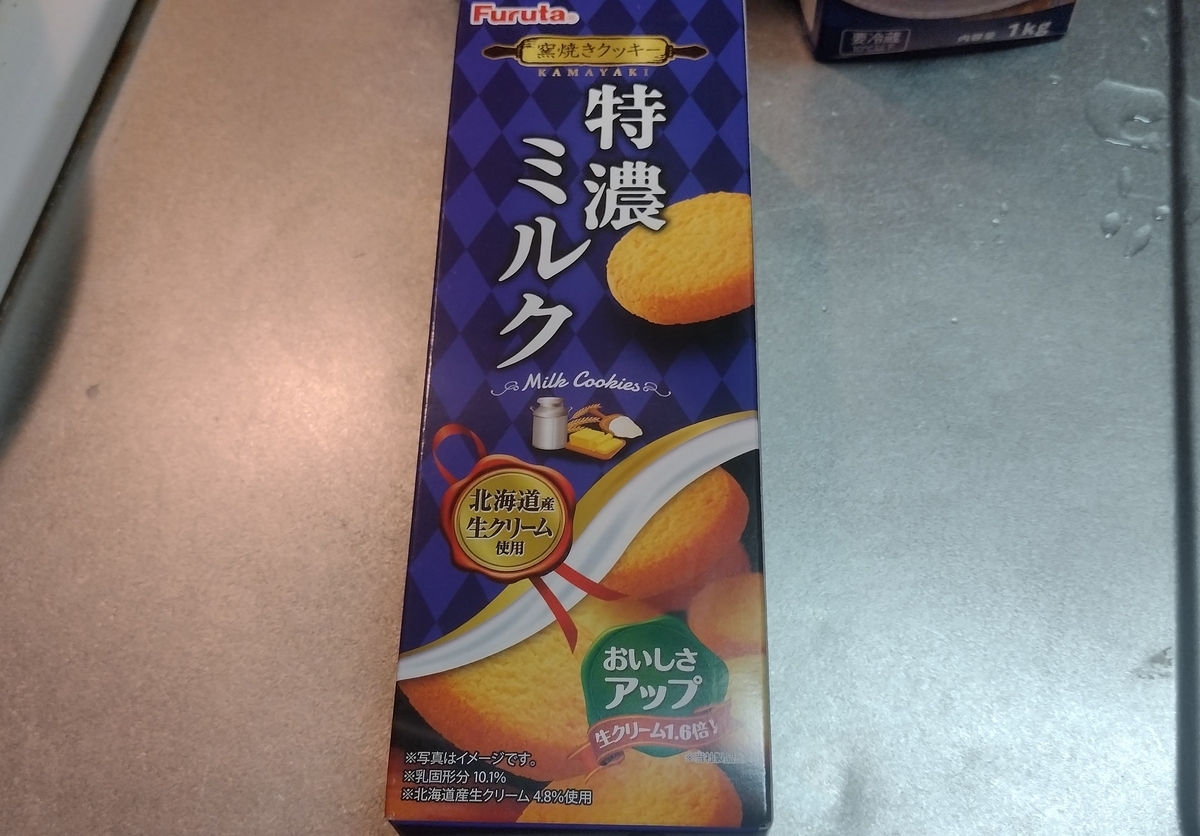 Furuta
窯焼きクッキー
KAMAYAKI
特濃
ミルク
Milk Cookies
北海道産
生クリーム
使用
おいしさ
アップ
生クリーム1.6倍!
※写真はイメージです。
※乳固形分 10.1%
※北海道産生クリーム 4.8%使用
要冷蔵
内容量 1kg